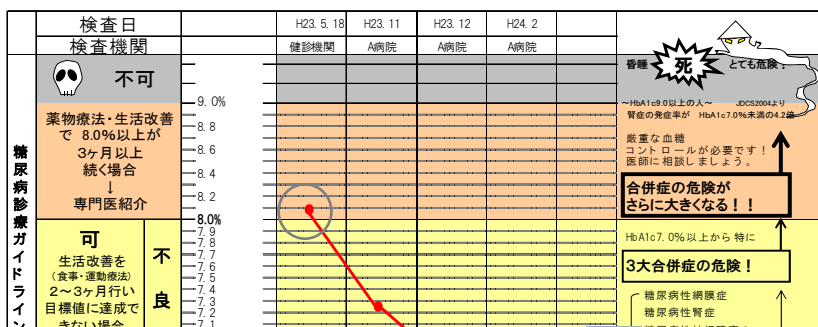 検査日 H23. 5. 18 H23. 11 H23. 12 H24. 2
検査機関 健診機関 A病院 A病院 A病院
糖尿病診療ガイドライン
不可
9. 0%
薬物療法・生活改善
で 8.0%以上が
3ヶ月以上
続く場合
↓
専門医紹介
8. 8
8. 6
8. 4
8. 2
8.0%
可
生活改善を
(食事・運動療法)
2～3ヶ月行い
目標値に達成で
きない場合
不良
7. 9
7. 8
7. 7
7. 6
7. 5
7. 4
7. 3
7. 2
7. 1
昏睡 死 とても危険！
～HbA1c9.0以上の人～ JDCS2004より
腎症の発症率が HbA1c7.0%未満の4.2倍
厳重な血糖
コントロールが必要です！
医師に相談しましょう。
合併症の危険が
さらに大きくなる！！
HbA1c7. 0%以上から 特に
3大合併症の危険！
糖尿病性網膜症
糖尿病性腎症